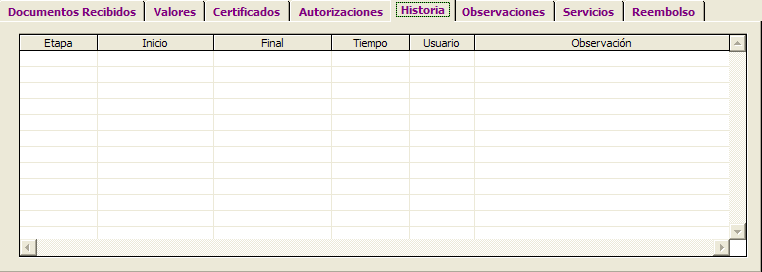 Documentos Recibidos Valores Certificados Autorizaciones Historia Observaciones Servicios Reembolso
Etapa Inicio Final Tiempo Usuario Observación